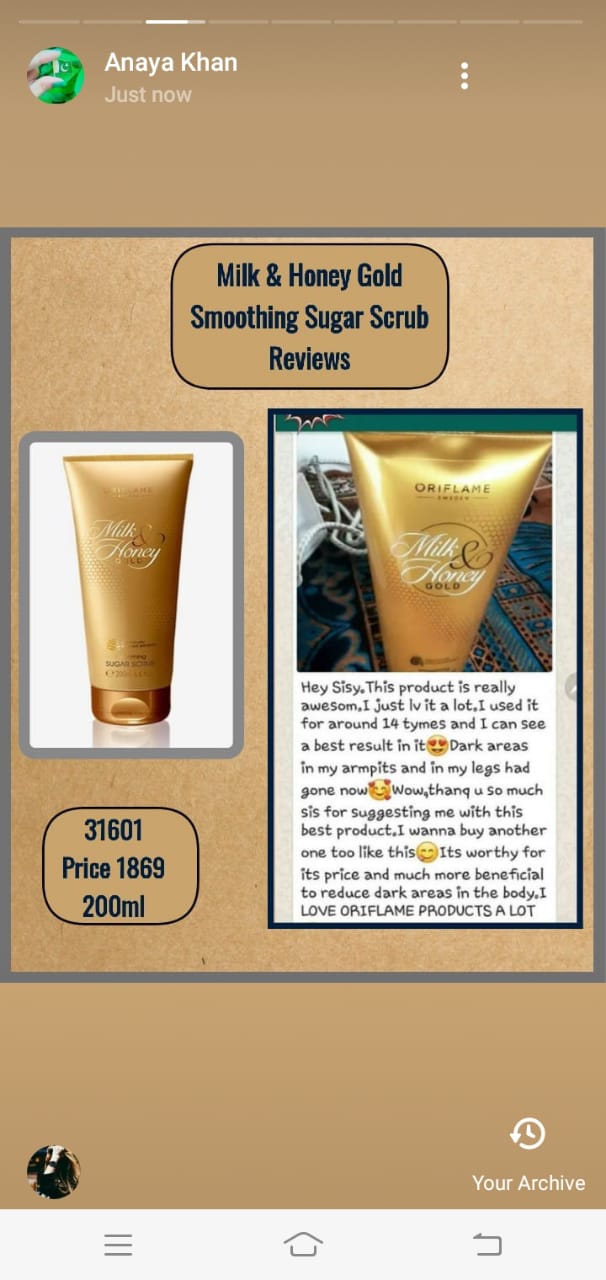 Anaya Khan
Just now
Milk & Honey Gold
Smoothing Sugar Scrub
Reviews
ORIFLAME
Milk &
Honey
GOLD
SUGAR SCRUB
ORIFLAME
SWEDEN
Milk &
Honey
GOLD
Hey Sisy.This product is really
awesom.I just lv it a lot.I used it
for around 14 tymes and I can see
a best result in it😍Dark areas
in my armpits and in my legs had
gone now🥰Wow,thanq u so much
sis for suggesting me with this
best product.I wanna buy another
one too like this😋Its worthy for
its price and much more beneficial
to reduce dark areas in the body.I
LOVE ORIFLAME PRODUCTS A LOT
31601
Price 1869
200ml
Your Archive